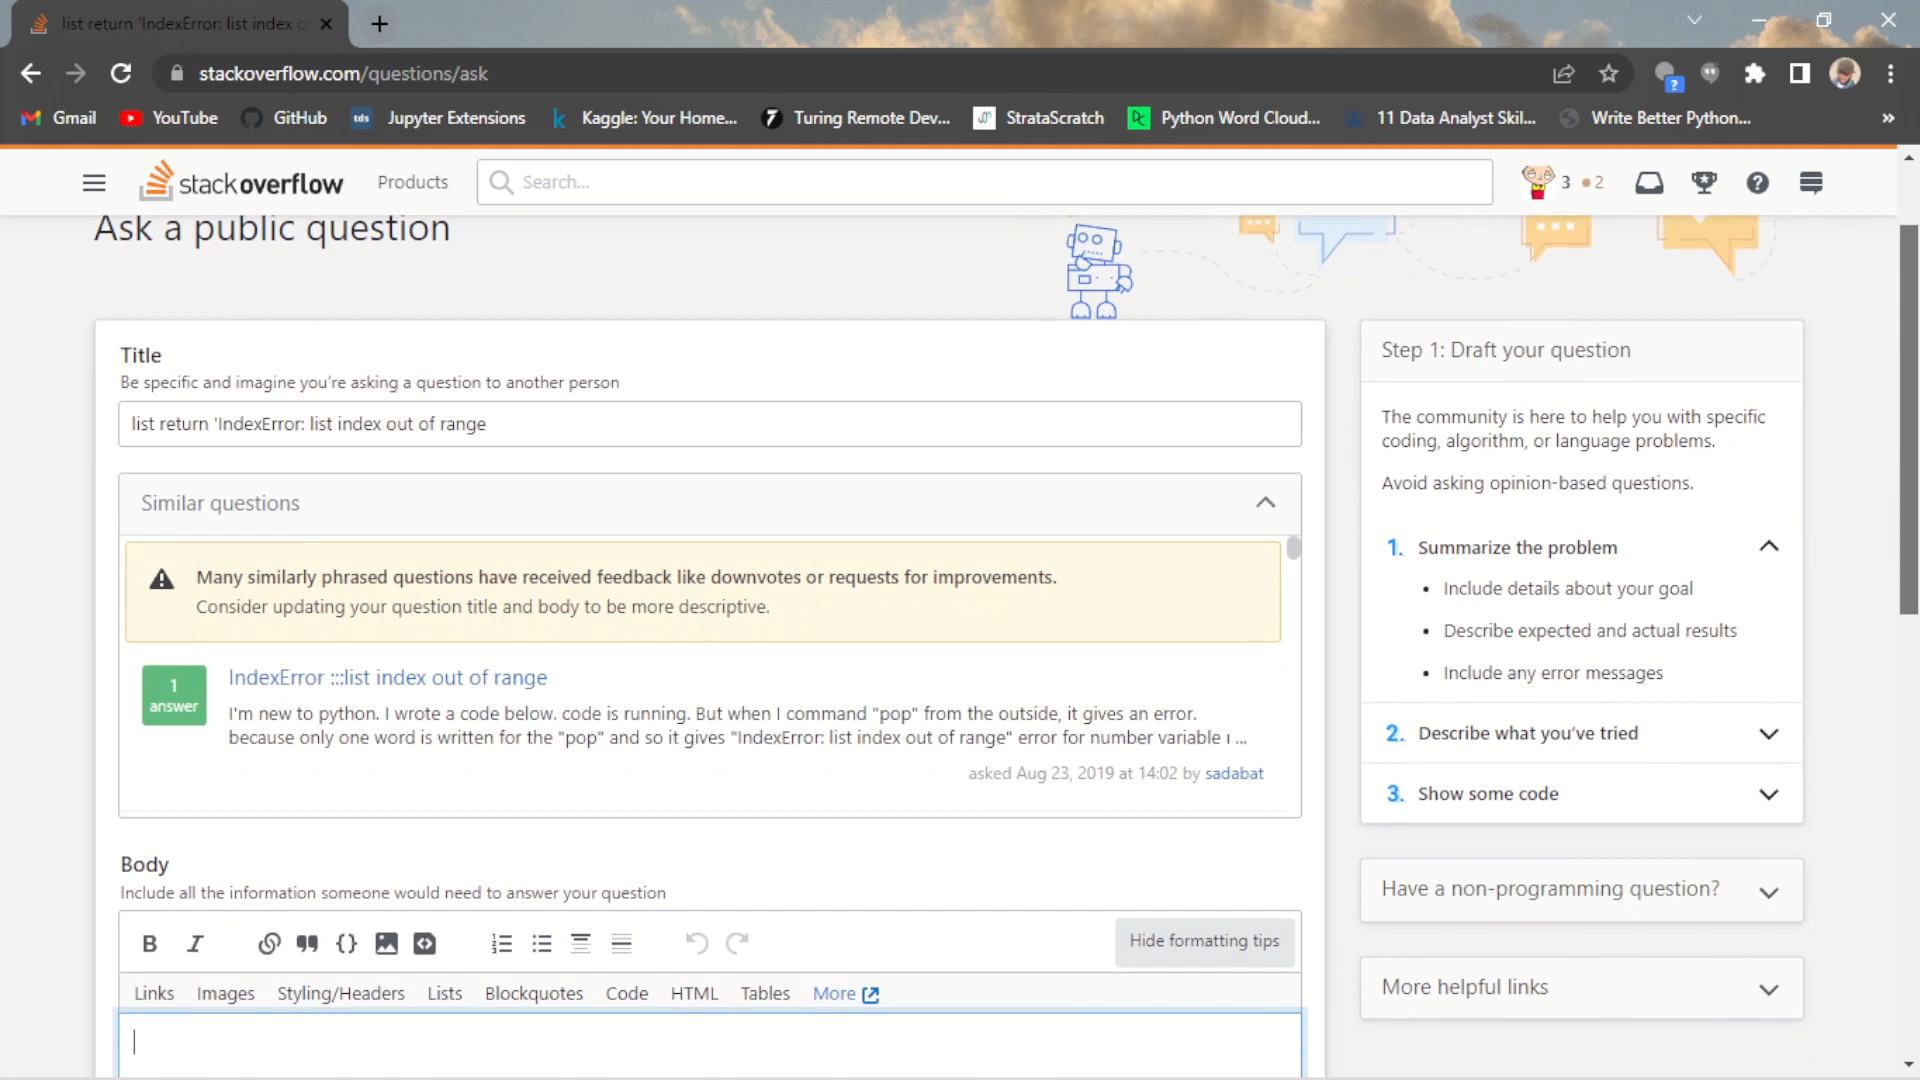 list return 'IndexError: list index o
stackoverflow.com/questions/ask
Gmail
YouTube
GitHub
tds
Jupyter Extensions
k
Kaggle: Your Home...
Turing Remote Dev...
StrataScratch
Python Word Cloud...
11 Data Analyst Skil...
Write Better Python...
»
stackoverflow
Products
Search...
3
2
Ask a public question
Title
Be specific and imagine you're asking a question to another person
list return 'IndexError: list index out of range
Similar questions
Many similarly phrased questions have received feedback like downvotes or requests for improvements.
Consider updating your question title and body to be more descriptive.
1
answer
IndexError :::list index out of range
I'm new to python. I wrote a code below. code is running. But when I command "pop" from the outside, it gives an error.
because only one word is written for the "pop" and so it gives "IndexError: list index out of range" error for number variable ı ...
asked Aug 23, 2019 at 14:02 by sadabat
Body
Include all the information someone would need to answer your question
B
I
Hide formatting tips
Links
Images
Styling/Headers
Lists
Blockquotes
Code
HTML
Tables
More
Step 1: Draft your question
The community is here to help you with specific
coding, algorithm, or language problems.
Avoid asking opinion-based questions.
1. Summarize the problem
• Include details about your goal
• Describe expected and actual results
• Include any error messages
2. Describe what you've tried
3. Show some code
Have a non-programming question?
More helpful links